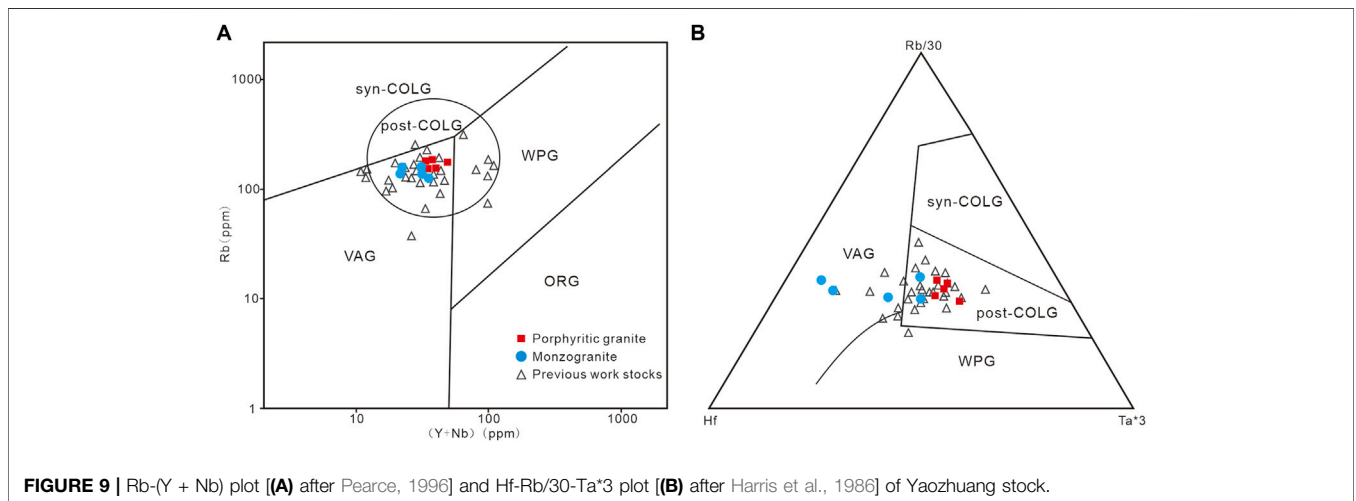 A
1000
100
10
1
Rb(ppm)
syn-COLG
post-COLG
WPG
VAG
ORG
Porphyritic granite
Monzogranite
Previous work stocks
10
100
1000
(Y+Nb) (ppm)
B
Rb/30
syn-COLG
VAG
post-COLG
WPG
Hf
Ta*3
FIGURE 9 | Rb-(Y + Nb) plot [(A) after Pearce, 1996] and Hf-Rb/30-Ta*3 plot [(B) after Harris et al., 1986] of Yaozhuang stock.